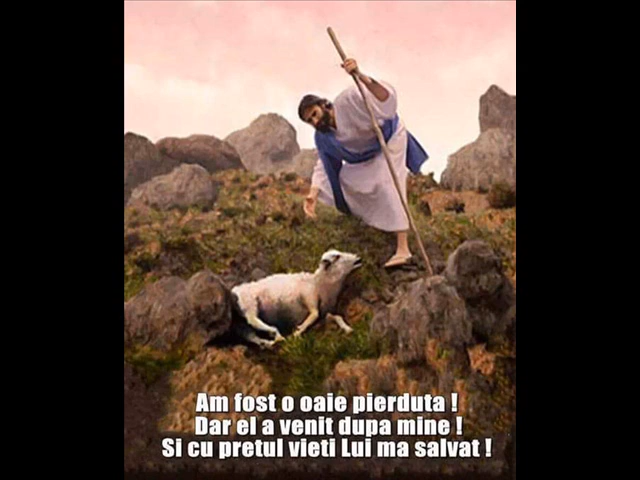 Am fost o oaie pierduta !
Dar el a venit dupa mine !
Si cu pretul vieti Lui ma salvat !